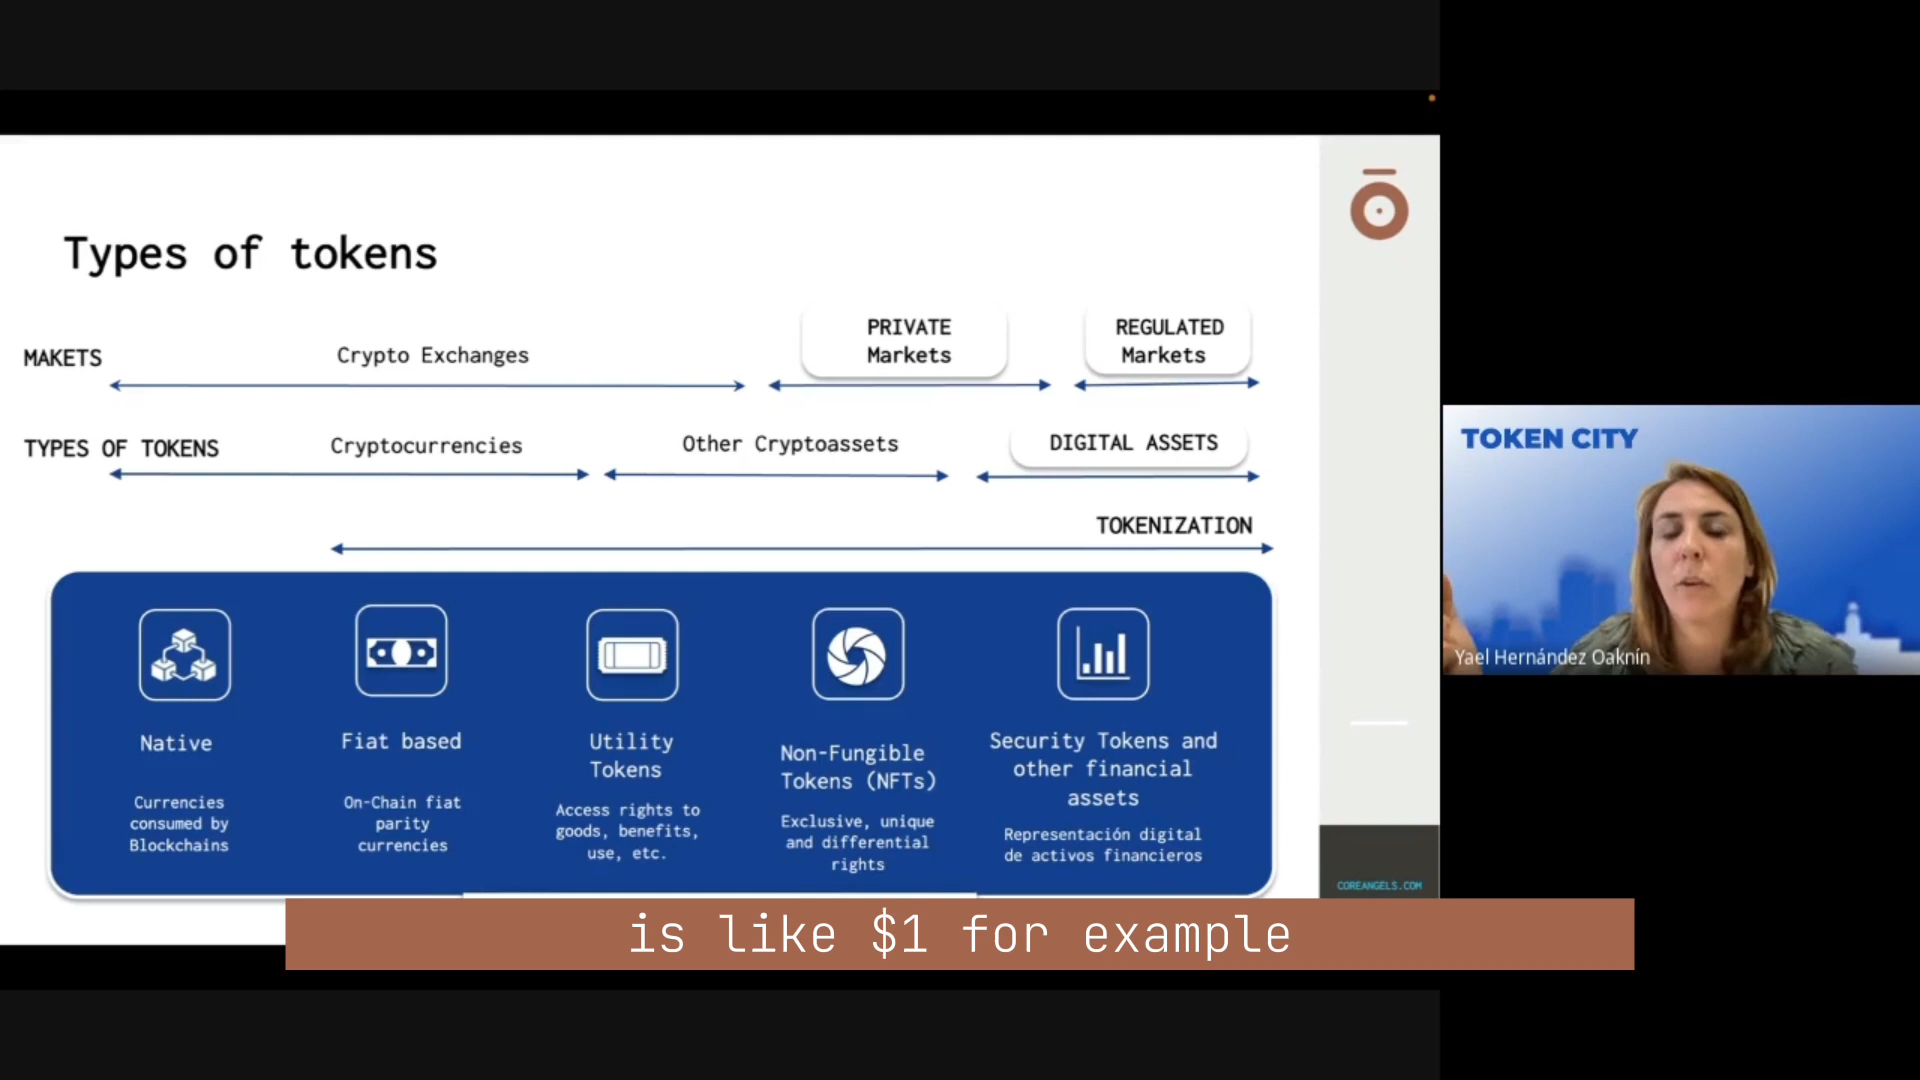 Types of tokens
PRIVATE
Markets
REGULATED
Markets
MAKETS
Crypto Exchanges
TYPES OF TOKENS
Cryptocurrencies
Other Cryptoassets
DIGITAL ASSETS
TOKENIZATION
Native
Currencies
consumed by
Blockchains
Fiat based
On-Chain fiat
parity
currencies
Utility
Tokens
Access rights to
goods, benefits,
use, etc.
Non-Fungible
Tokens (NFTs)
Exclusive, unique
and differential
rights
Security Tokens and
other financial
assets
Representación digital
de activos financieros
COREANGELS.COM
TOKEN CITY
Yael Hernández Oaknín
is like $1 for example